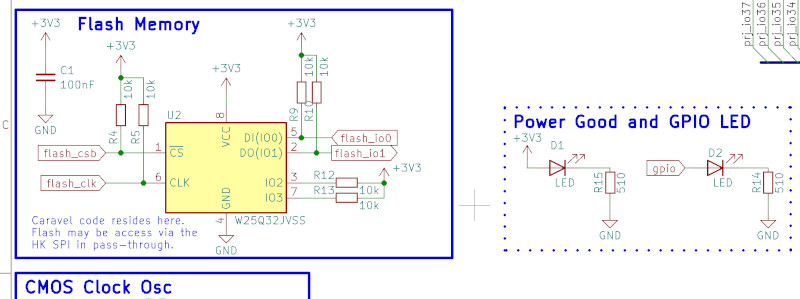 Flash Memory
+3V3
+3V3
+3V3
+3V3
C1
100nF
GND
10k
10k
R4
R5
10k
10k
R9
R10
U2
8
VCC
flash_csb
1
CS
flash_clk
6
CLK
DI(IO0)
5
flash_io0
DO(IO1)
2
flash_io1
IO2
3
R12
10k
IO3
7
R13
10k
+3V3
GND
4
W25Q32JVSS
GND
Caravel code resides here.
Flash may be access via the
HK SPI in pass-through.
C
prj_io37
prj_io36
prj_io35
prj_io34
Power Good and GPIO LED
+3V3
D1
LED
R15
510
GND
gpio
D2
LED
R14
510
GND
CMOS Clock Osc